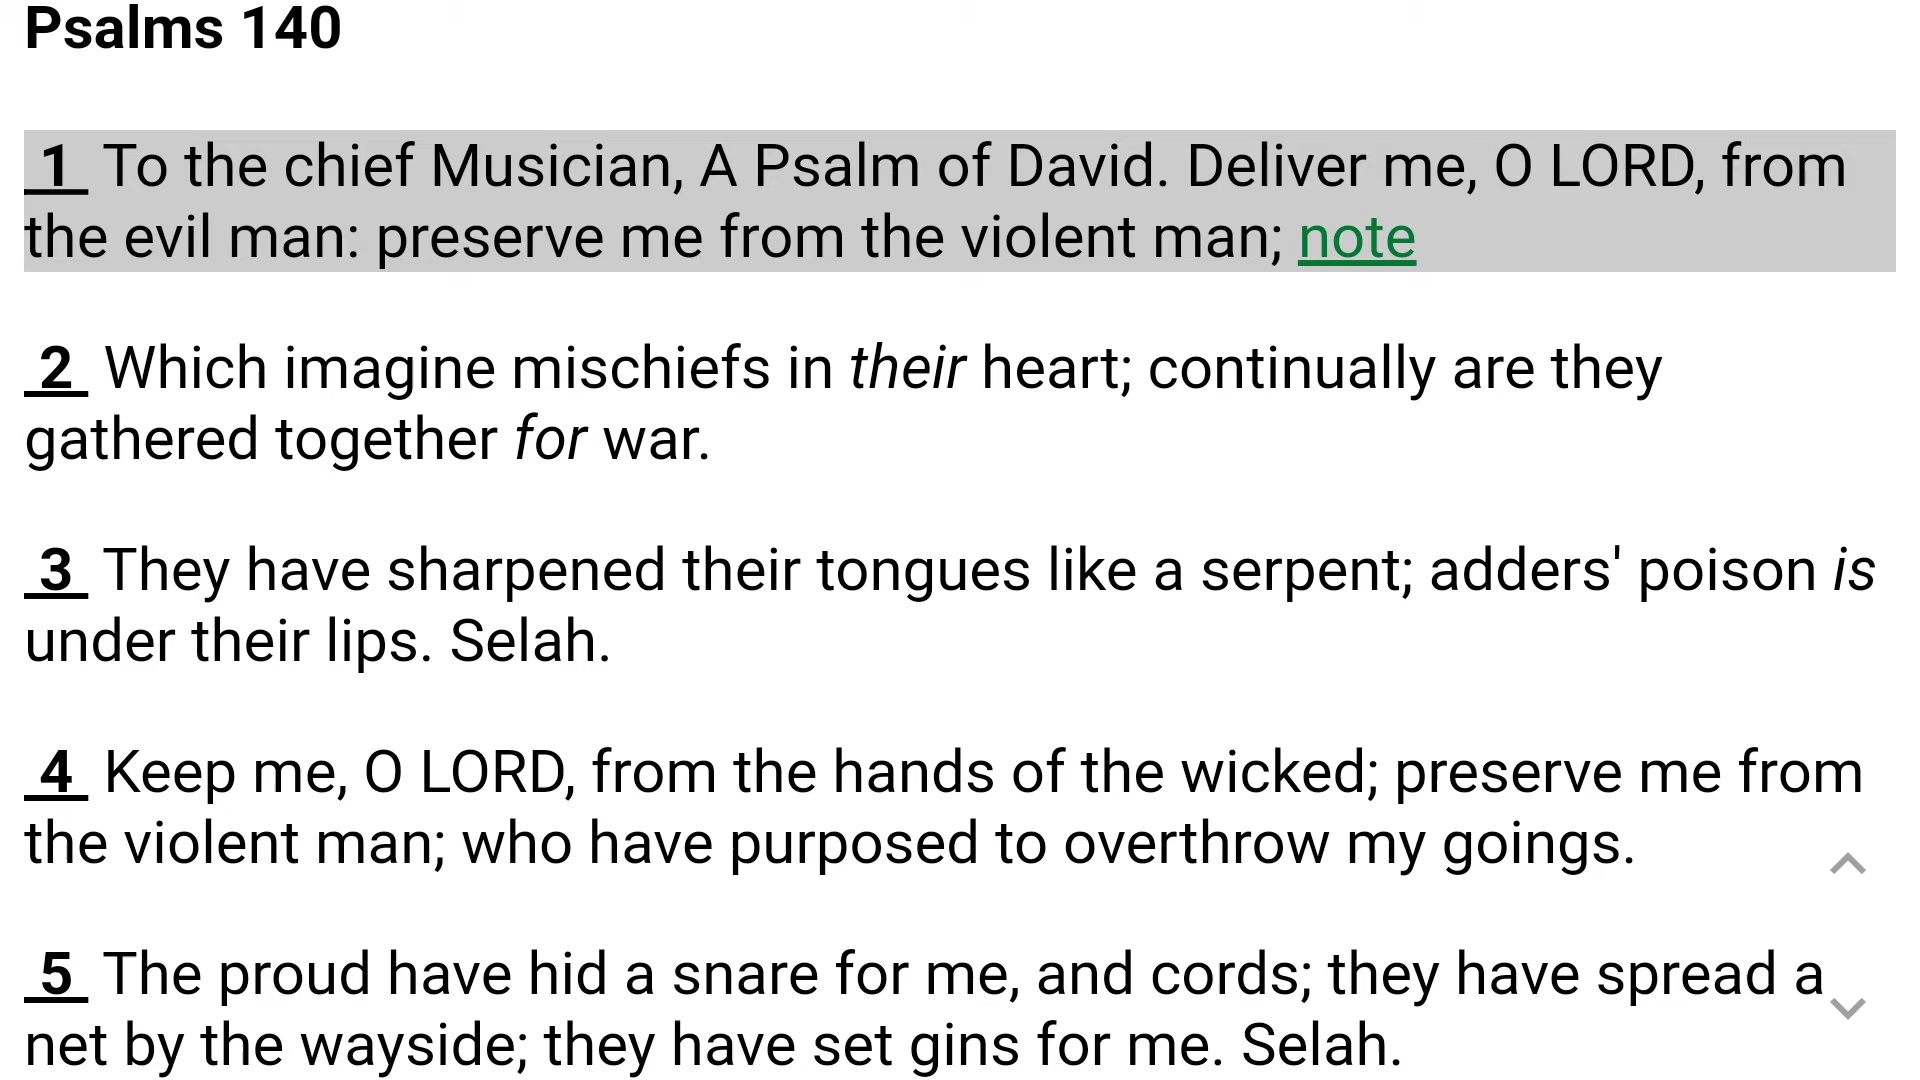 Psalms 140
1 To the chief Musician, A Psalm of David. Deliver me, O LORD, from
the evil man: preserve me from the violent man; note
2 Which imagine mischiefs in their heart; continually are they
gathered together for war.
3 They have sharpened their tongues like a serpent; adders' poison is
under their lips. Selah.
4 Keep me, O LORD, from the hands of the wicked; preserve me from
the violent man; who have purposed to overthrow my goings.
5 The proud have hid a snare for me, and cords; they have spread a
net by the wayside; they have set gins for me. Selah.